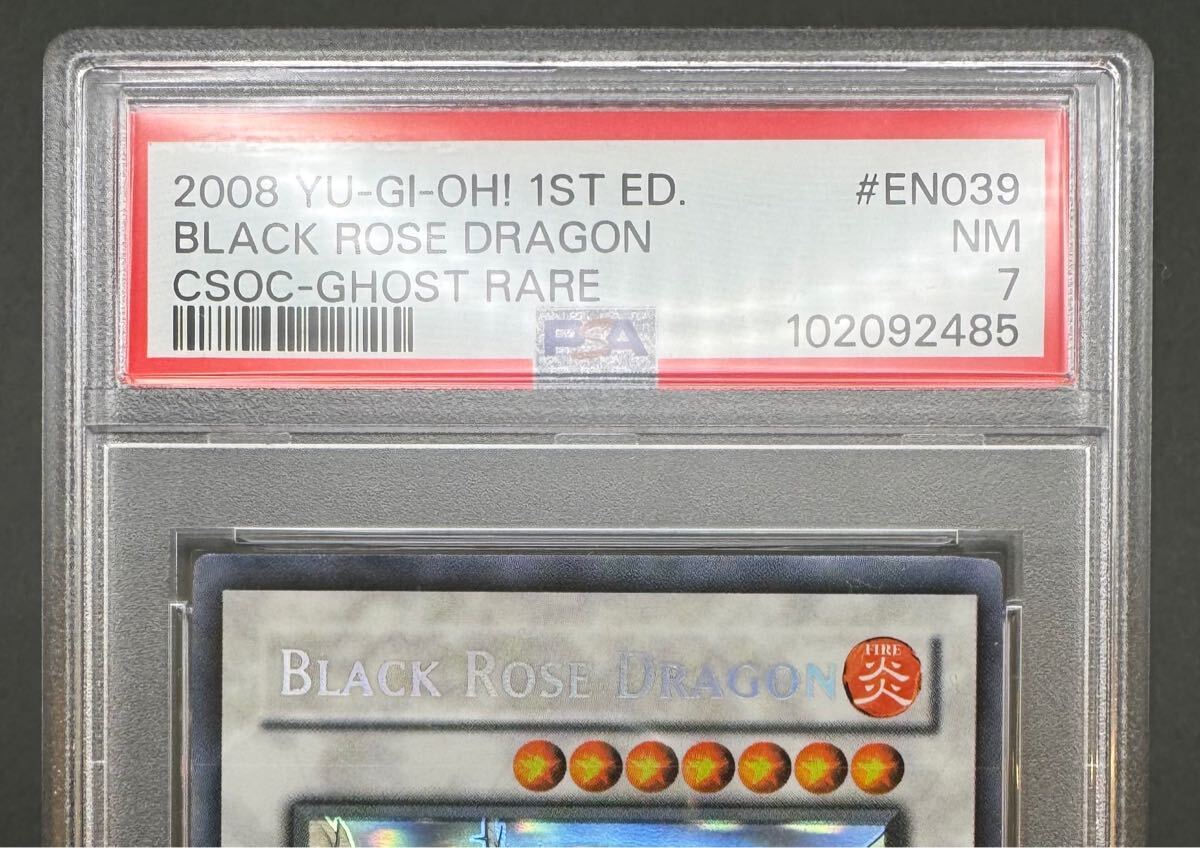 2008 YU-GI-OH! 1ST ED. #EN039
BLACK ROSE DRAGON NM
CSOC-GHOST RARE 7
PSA 102092485
BLACK ROSE DRAGON
FIRE
炎